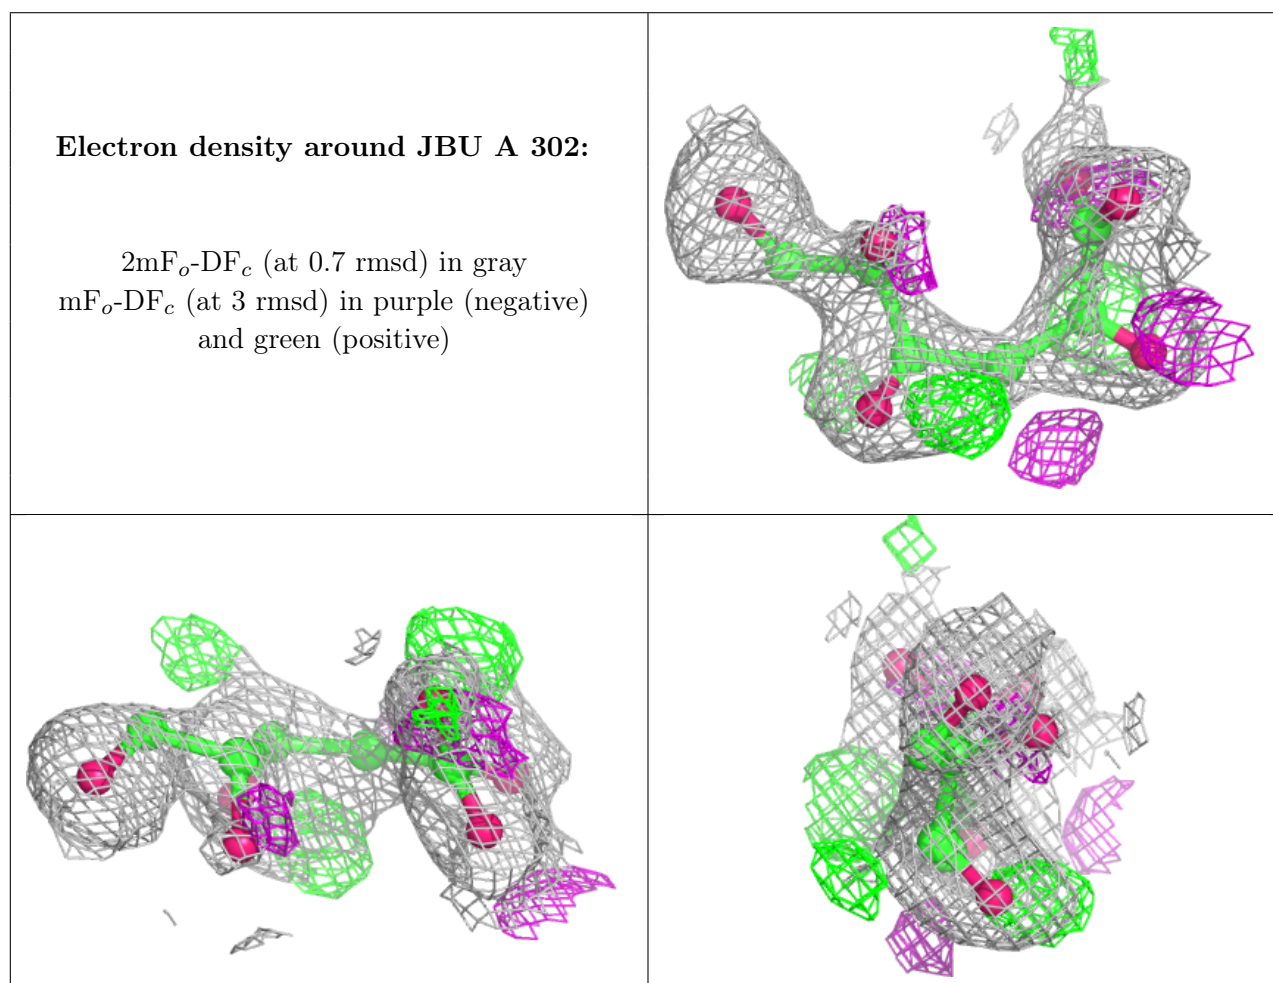 Electron density around JBU A 302:
2mFo-DFc (at 0.7 rmsd) in gray
mFo-DFc (at 3 rmsd) in purple (negative)
and green (positive)